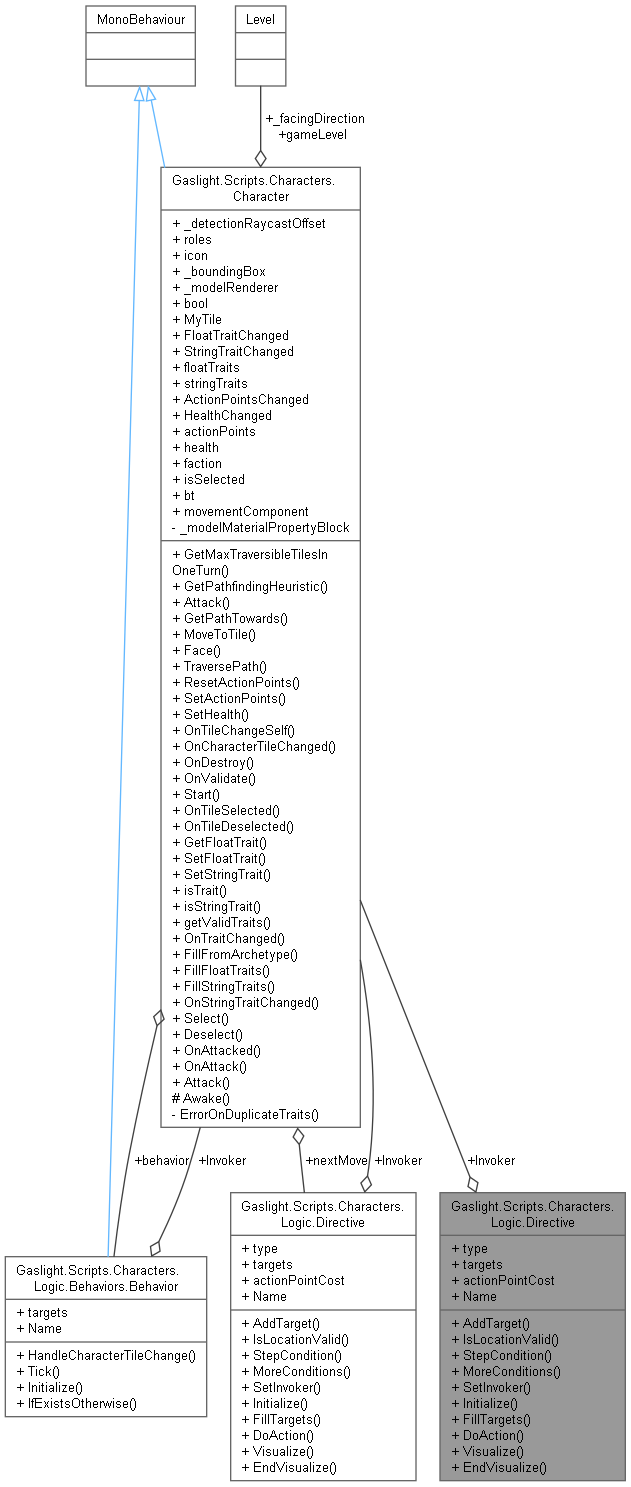 MonoBehaviour
Level
+_facingDirection
+gameLevel
Gaslight.Scripts.Characters.
Character
+ _detectionRaycastOffset
+ roles
+ icon
+ _boundingBox
+ _modelRenderer
+ bool
+ MyTile
+ FloatTraitChanged
+ StringTraitChanged
+ floatTraits
+ stringTraits
+ ActionPointsChanged
+ HealthChanged
+ actionPoints
+ health
+ faction
+ isSelected
+ bt
+ movementComponent
- _modelMaterialPropertyBlock
+ GetMaxTraversibleTilesIn
OneTurn()
+ GetPathfindingHeuristic()
+ Attack()
+ GetPathTowards()
+ MoveToTile()
+ Face()
+ TraversePath()
+ ResetActionPoints()
+ SetActionPoints()
+ SetHealth()
+ OnTileChangeSelf()
+ OnCharacterTileChanged()
+ OnDestroy()
+ OnValidate()
+ Start()
+ OnTileSelected()
+ OnTileDeselected()
+ GetFloatTrait()
+ SetFloatTrait()
+ SetStringTrait()
+ isTrait()
+ isStringTrait()
+ getValidTraits()
+ OnTraitChanged()
+ FillFromArchetype()
+ FillFloatTraits()
+ FillStringTraits()
+ OnStringTraitChanged()
+ Select()
+ Deselect()
+ OnAttacked()
+ OnAttack()
+ Attack()
# Awake()
- ErrorOnDuplicateTraits()
+behavior
+Invoker
+nextMove
+Invoker
+Invoker
Gaslight.Scripts.Characters.
Logic.Behaviors.Behavior
+ targets
+ Name
+ HandleCharacterTileChange()
+ Tick()
+ Initialize()
+ IfExistsOtherwise()
Gaslight.Scripts.Characters.
Logic.Directive
+ type
+ targets
+ actionPointCost
+ Name
+ AddTarget()
+ IsLocationValid()
+ StepCondition()
+ MoreConditions()
+ SetInvoker()
+ Initialize()
+ FillTargets()
+ DoAction()
+ Visualize()
+ EndVisualize()
Gaslight.Scripts.Characters.
Logic.Directive
+ type
+ targets
+ actionPointCost
+ Name
+ AddTarget()
+ IsLocationValid()
+ StepCondition()
+ MoreConditions()
+ SetInvoker()
+ Initialize()
+ FillTargets()
+ DoAction()
+ Visualize()
+ EndVisualize()